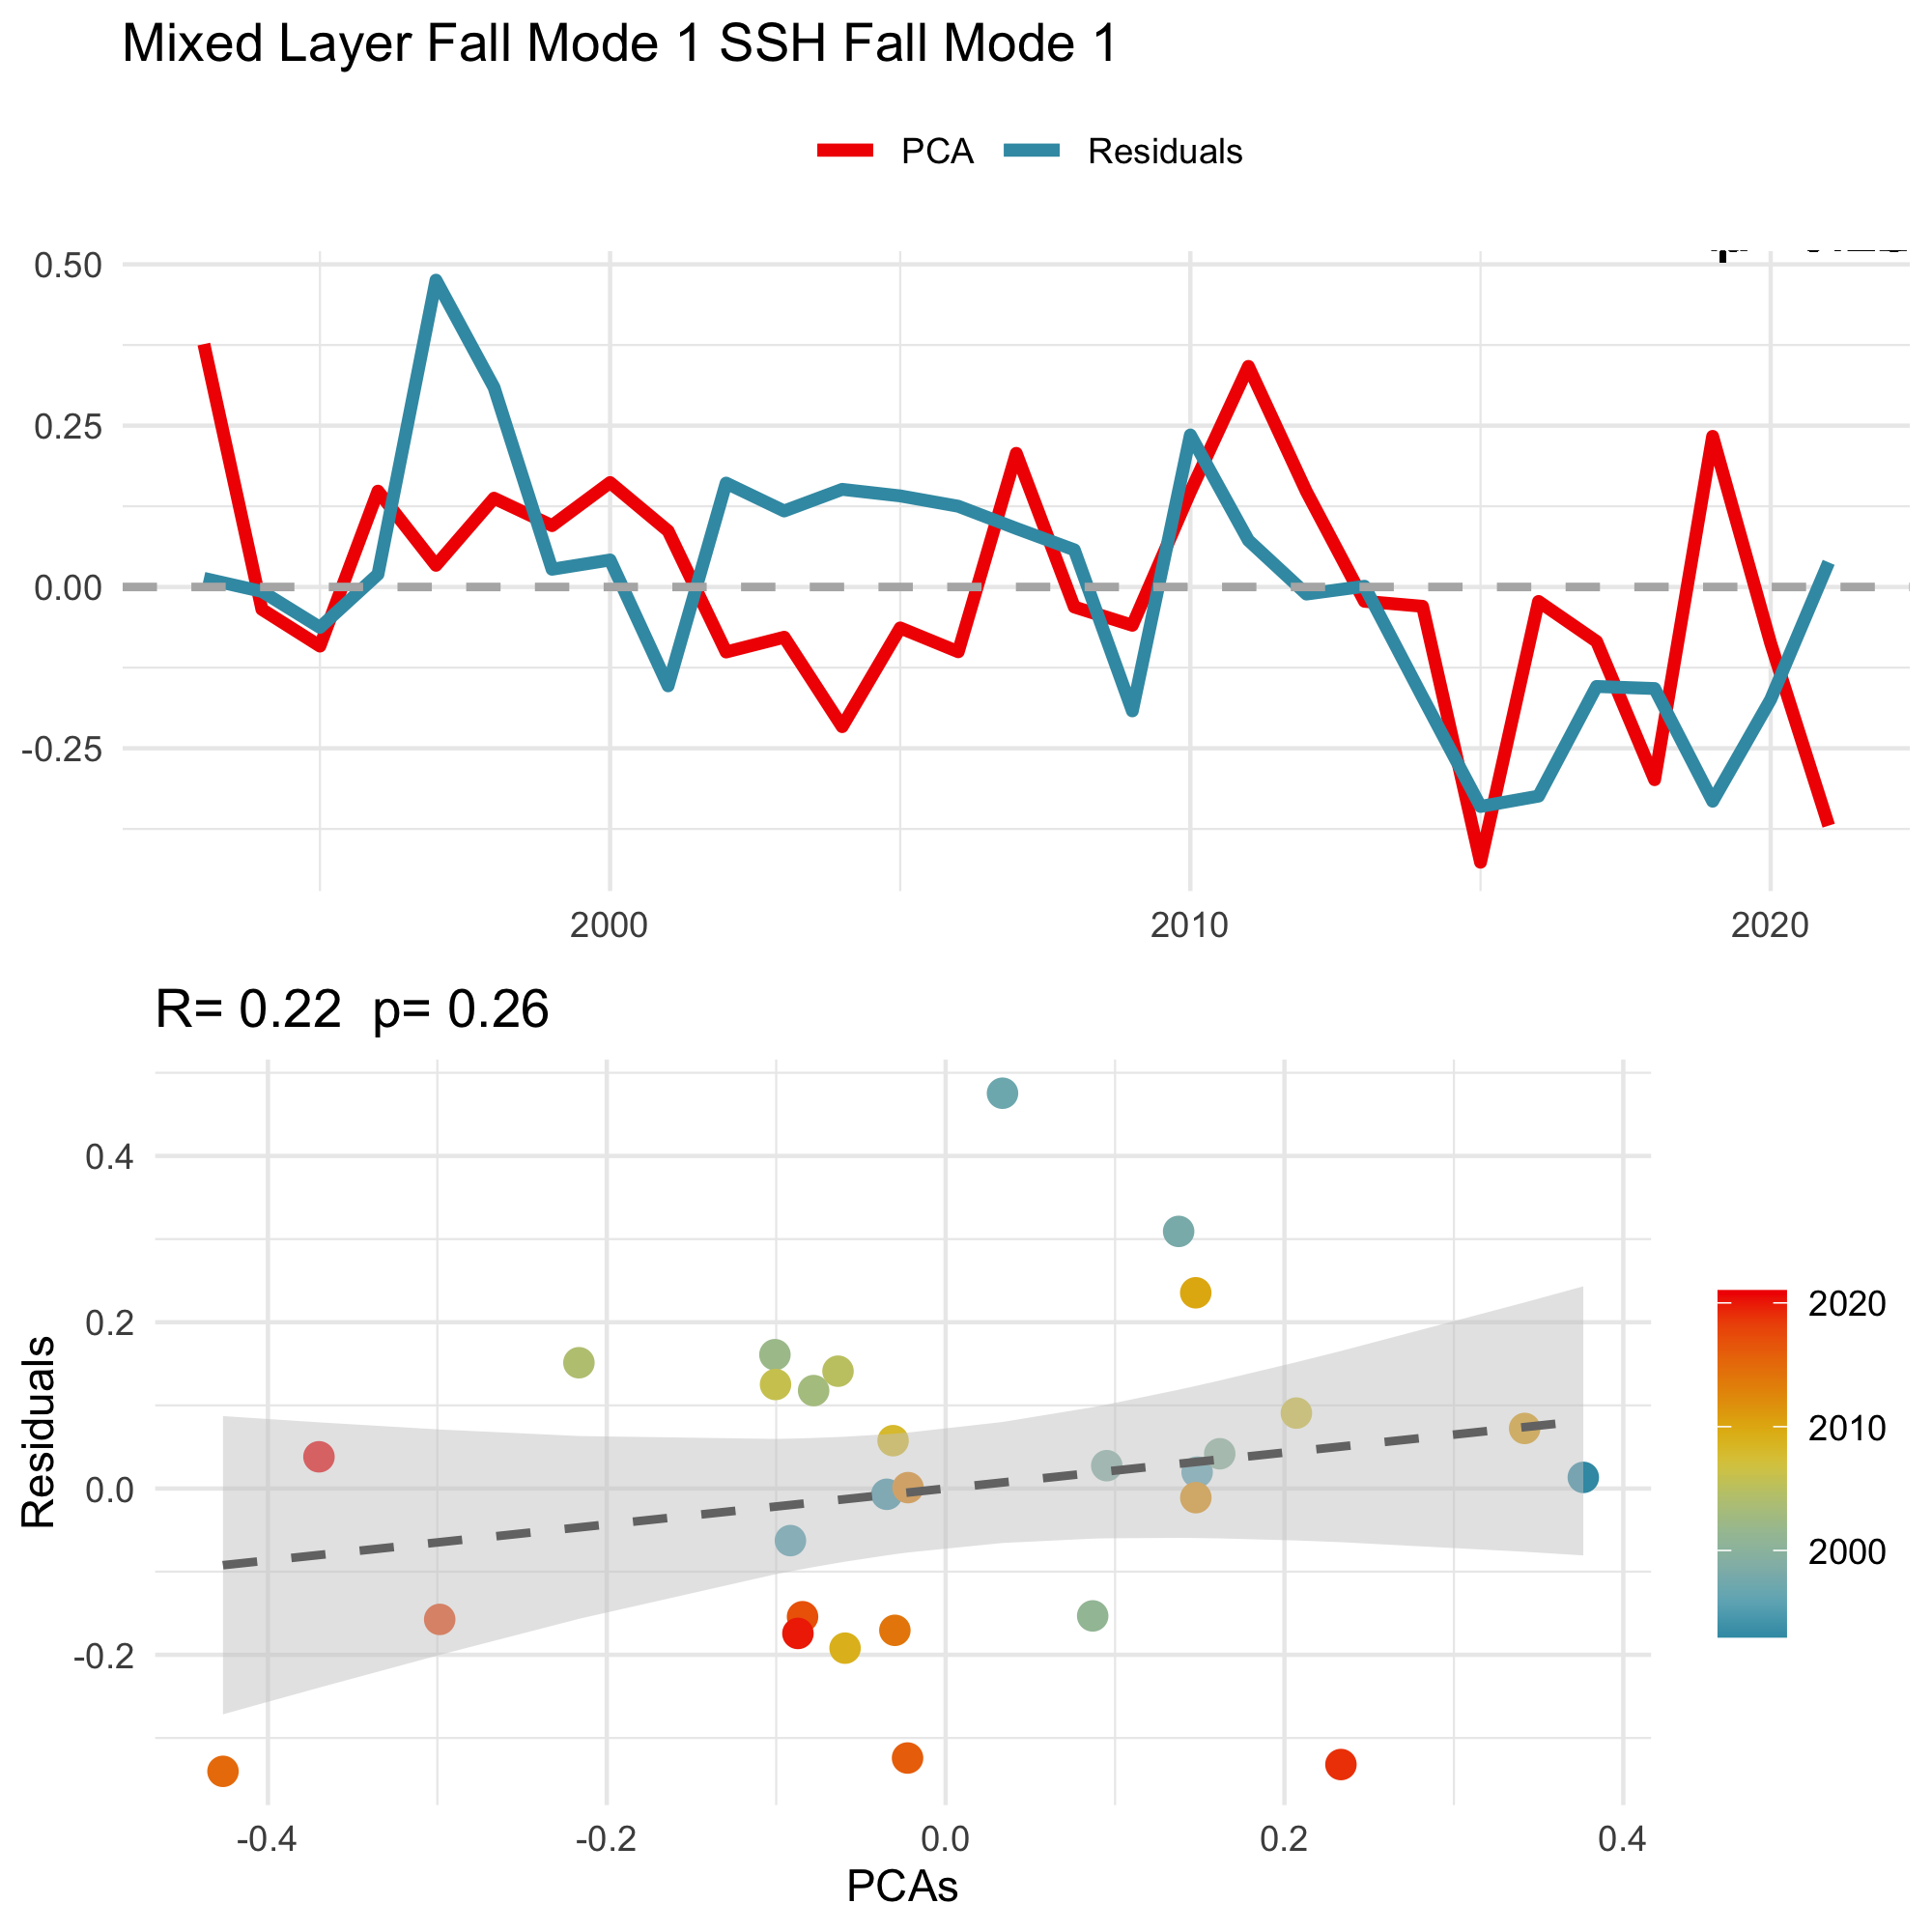 Mixed Layer Fall Mode 1 SSH Fall Mode 1
PCA Residuals
0.50
0.25
0.00
-0.25
2000 2010 2020
R= 0.22 p= 0.26
Residuals
0.4
0.2
0.0
-0.2
-0.4 -0.2 0.0 0.2 0.4
PCAs
2020
2010
2000